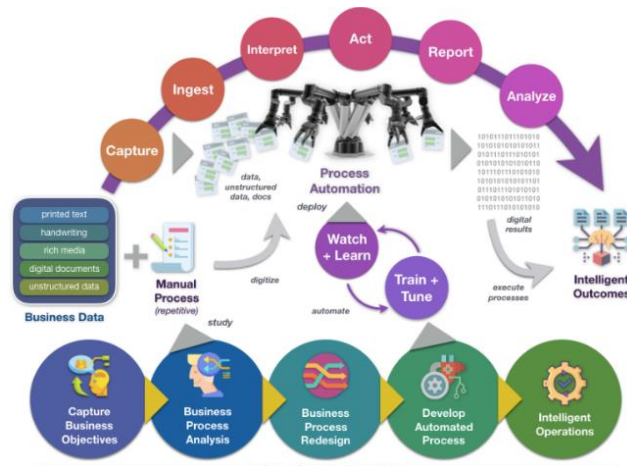 Act
Interpret
Report
Ingest
Analyze
Capture
data,
unstructured
data, docs
Process
Automation
deploy
digital
results
printed text
handwriting
rich media
digital documents
unstructured data
Business Data
Manual
Process
(repetitive)
digitize
Watch
+ Learn
Train +
Tune
automate
execute
processes
Intelligent
Outcomes
study
Capture
Business
Objectives
Business
Process
Analysis
Business
Process
Redesign
Develop
Automated
Process
Intelligent
Operations